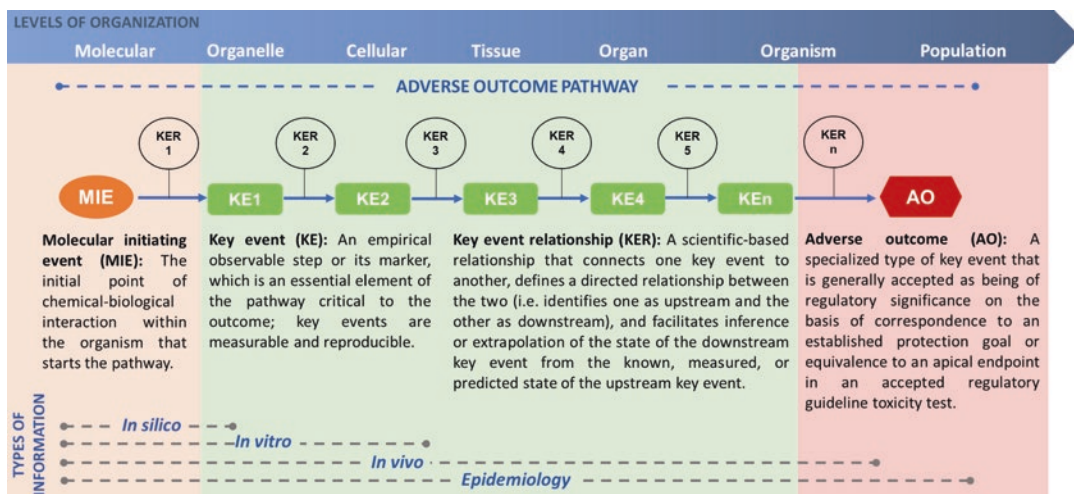 LEVELS OF ORGANIZATION
Molecular Organelle Cellular Tissue Organ Organism Population
ADVERSE OUTCOME PATHWAY
KER 1
KER 2
KER 3
KER 4
KER 5
KER n
MIE
KE1
KE2
KE3
KE4
KEn
AO
Molecular initiating
event (MIE): The
initial point of
chemical-biological
interaction within
the organism that
starts the pathway.
Key event (KE): An empirical
observable step or its marker,
which is an essential element of
the pathway critical to the
outcome; key events are
measurable and reproducible.
Key event relationship (KER): A scientific-based
relationship that connects one key event to
another, defines a directed relationship between
the two (i.e. identifies one as upstream and the
other as downstream), and facilitates inference
or extrapolation of the state of the downstream
key event from the known, measured, or
predicted state of the upstream key event.
Adverse outcome (AO): A
specialized type of key event that
is generally accepted as being of
regulatory significance on the
basis of correspondence to an
established protection goal or
equivalence to an apical endpoint
in an accepted regulatory
guideline toxicity test.
TYPES OF
INFORMATION
In silico
In vitro
In vivo
Epidemiology